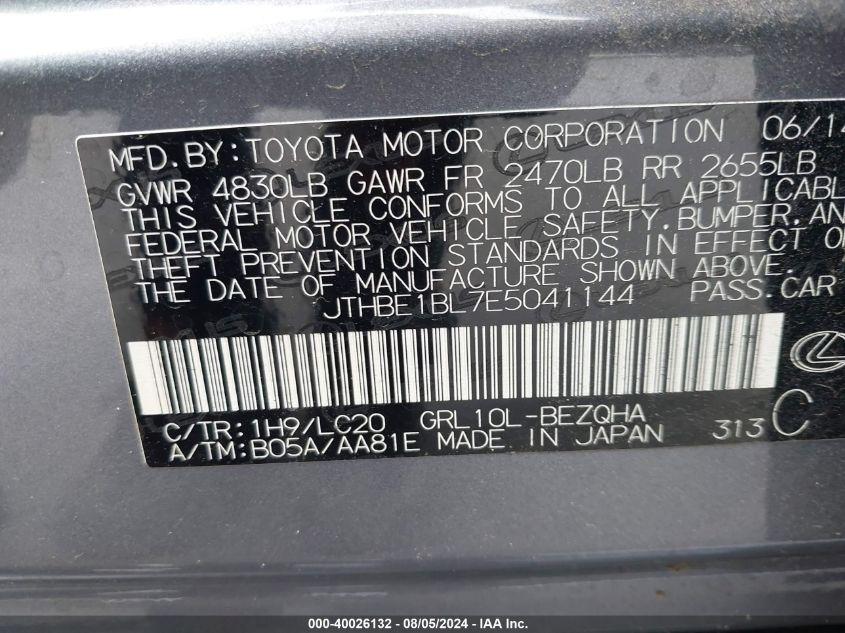 MFD.BY:TOYOTA MOTOR CORPORATION 06/14
GVWR 4830LB GAWR FR 2470LB RR 2655LB
THIS VEHICLE CONFORMS TO ALL APPLICABL
FEDERAL MOTOR VEHICLE SAFETY.BUMPER.AN
THEFT PREVENTION STANDARDS IN EFFECT O
THE DATE OF MANUFACTURE SHOWN ABOVE.
JTHBE1BL7E5041144 PASS.CAR
C/TR:1H9/LC20 GRL10L-BEZQHA
A/TM:B05A/AA81E MADE IN JAPAN 313 C
000-40026132 - 08/05/2024 - IAA Inc.